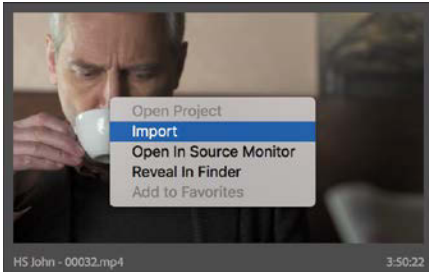 Open Project
Import
Open In Source Monitor
Reveal In Finder
Add to Favorites
HS John - 00032.mp4
3:50:22